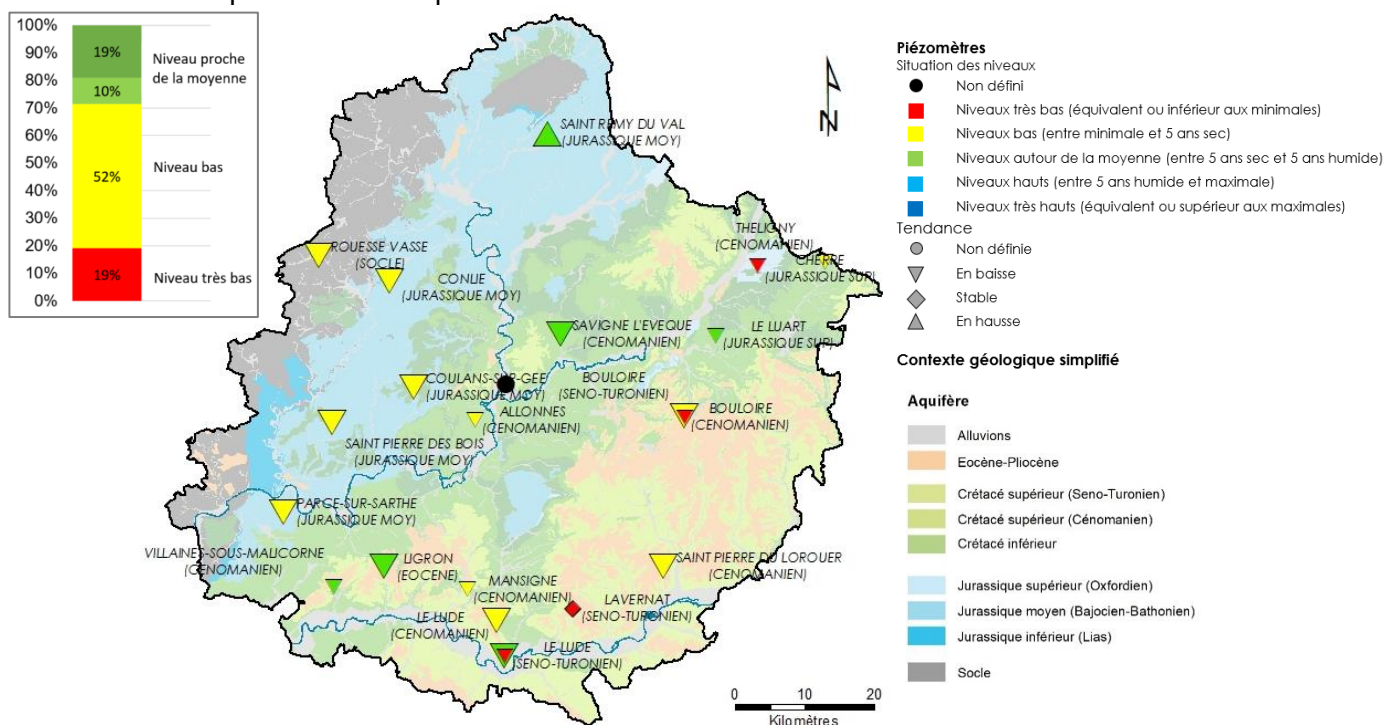 100%
90%
80%
70%
60%
50%
40%
30%
20%
10%
0%
19%
10%
52%
19%
Niveau proche
de la moyenne
Niveau bas
Niveau très bas
N
SAINT REMY DU VAL
(JURASSIQUE MOY)
ROUESSE VASSE
(SOCLE)
CONLIE
(JURASSIQUE MOY)
THELIGNY
(CENOMANIEN)
CHERRE
(JURASSIQUE SUP)
SAVIGNE L'EVEQUE
(CENOMANIEN)
LE LUART
(JURASSIQUE SUP)
COULANS-SUR-GEE
(JURASSIQUE MOY)
BOULOIRE
(SENO-TURONIEN)
ALLONNES
(CENOMANIEN)
BOULOIRE
(CENOMANIEN)
SAINT PIERRE DES BOIS
(JURASSIQUE MOY)
PARCE-SUR-SARTHE
(JURASSIQUE MOY)
VILLAINES-SOUS-MALICORNE
(CENOMANIEN)
LIGRON
(EOCENE)
MANSIGNE
(CENOMANIEN)
SAINT PIERRE DU LOROUER
(CENOMANIEN)
LE LUDE
(CENOMANIEN)
LAVERNAT
(SENO-TURONIEN)
LE LUDE
(SENO-TURONIEN)
0 10 20
Kilomètres
Piézomètres
Situation des niveaux
Non défini
Niveaux très bas (équivalent ou inférieur aux minimales)
Niveaux bas (entre minimale et 5 ans sec)
Niveaux autour de la moyenne (entre 5 ans sec et 5 ans humide)
Niveaux hauts (entre 5 ans humide et maximale)
Niveaux très hauts (équivalent ou supérieur aux maximales)
Tendance
Non définie
En baisse
Stable
En hausse
Contexte géologique simplifié
Aquifère
Alluvions
Eocène-Pliocène
Crétacé supérieur (Seno-Turonien)
Crétacé supérieur (Cénomanien)
Crétacé inférieur
Jurassique supérieur (Oxfordien)
Jurassique moyen (Bajocien-Bathonien)
Jurassique inférieur (Lias)
Socle